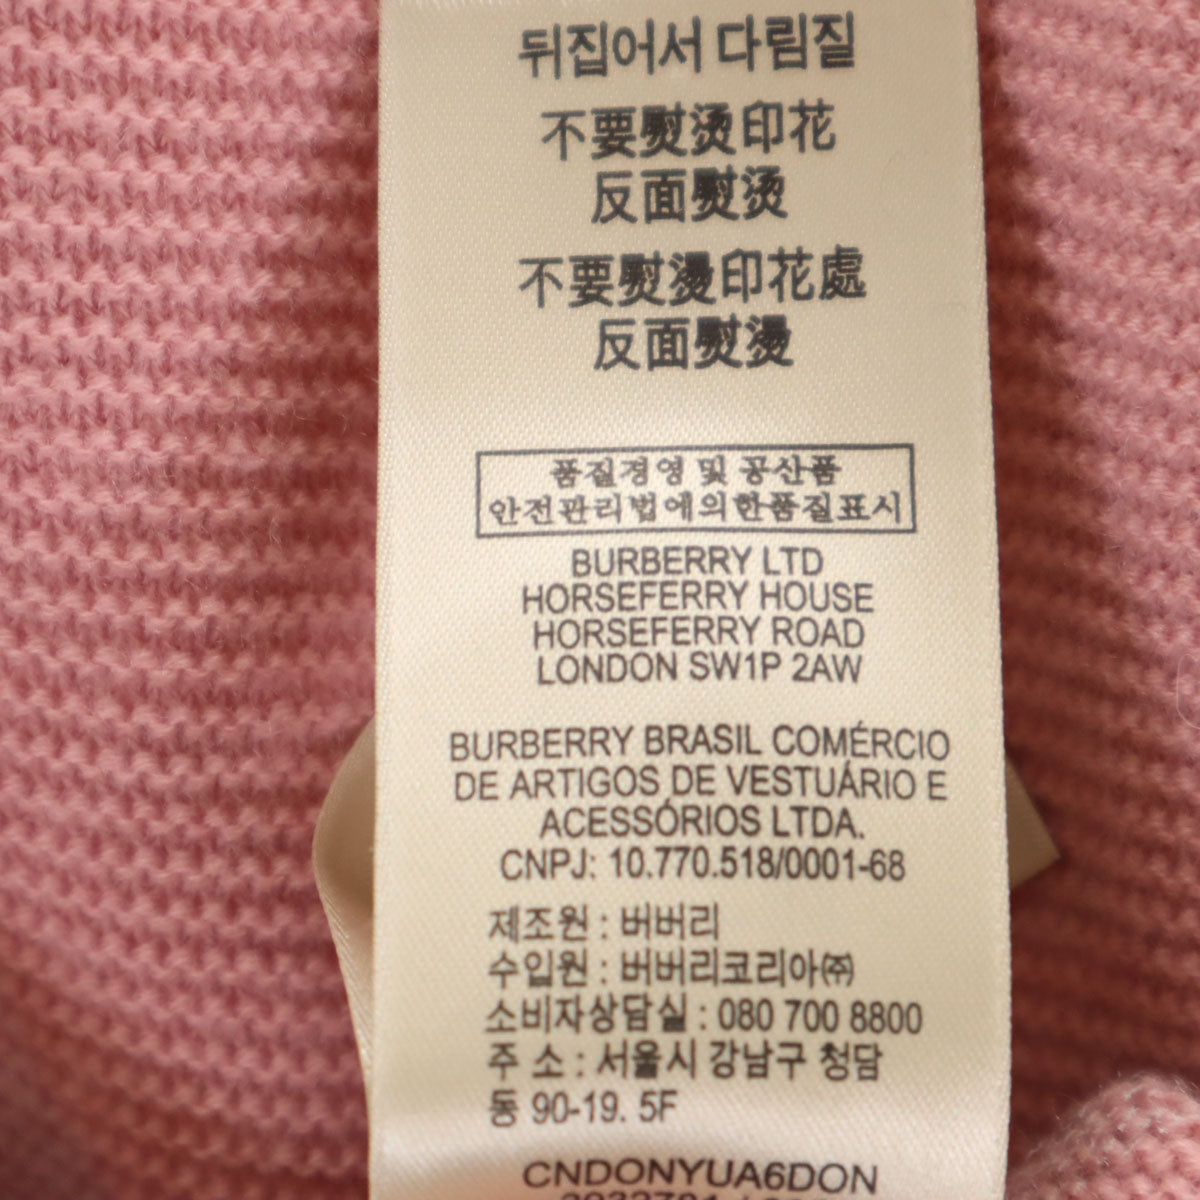 뒤집어서 다림질
不要熨烫印花
反面熨烫
不要熨燙印花處
反面熨燙
품질경영 및 공산품
안전관리법에의한품질표시
BURBERRY LTD
HORSEFERRY HOUSE
HORSEFERRY ROAD
LONDON SW1P 2AW
BURBERRY BRASIL COMÉRCIO
DE ARTIGOS DE VESTUÁRIO E
ACESSÓRIOS LTDA.
CNPJ: 10.770.518/0001-68
제조원 : 버버리
수입원 : 버버리코리아㈜
소비자상담실 : 080 700 8800
주 소 : 서울시 강남구 청담
동 90-19. 5F
CNDONYUA6DON